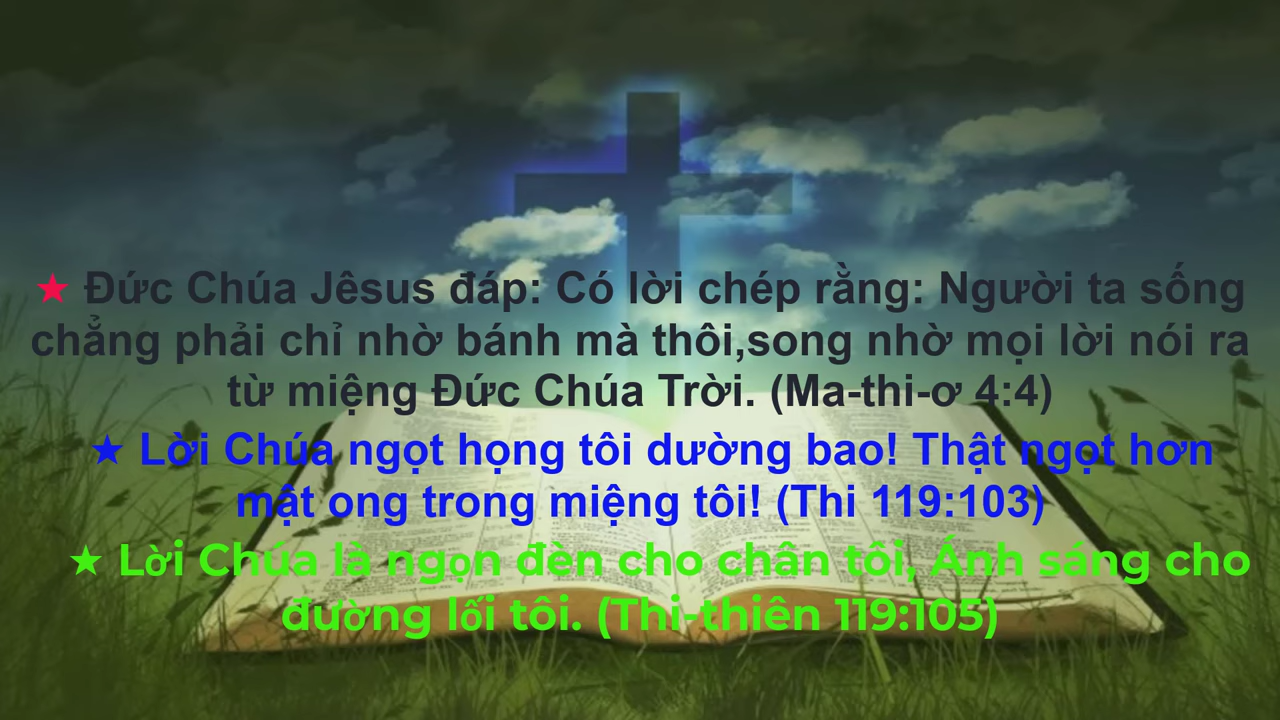 ★ Đức Chúa Jêsus đáp: Có lời chép rằng: Người ta sống
chẳng phải chỉ nhờ bánh mà thôi,song nhờ mọi lời nói ra
từ miệng Đức Chúa Trời. (Ma-thi-ơ 4:4)
★ Lời Chúa ngọt họng tôi dường bao! Thật ngọt hơn
mật ong trong miệng tôi! (Thi 119:103)
★ Lời Chúa là ngọn đèn cho chân tôi, Ánh sáng cho
đường lối tôi. (Thi-thiên 119:105)